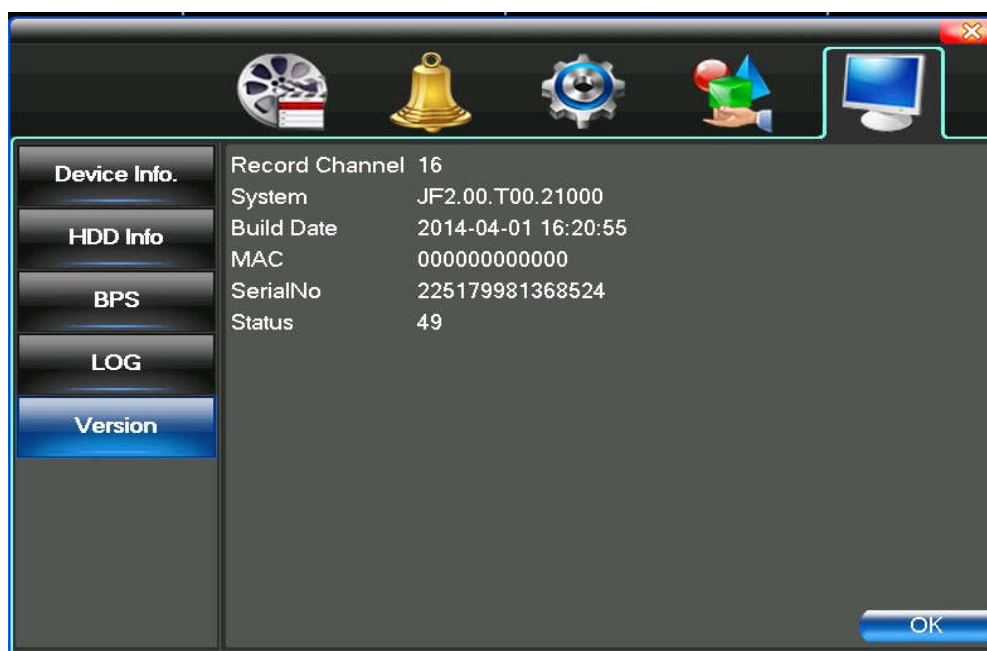 Device Info.
HDD Info
BPS
LOG
Version
Record Channel 16
System JF2.00.T00.21000
Build Date 2014-04-01 16:20:55
MAC 000000000000
SerialNo 225179981368524
Status 49
OK